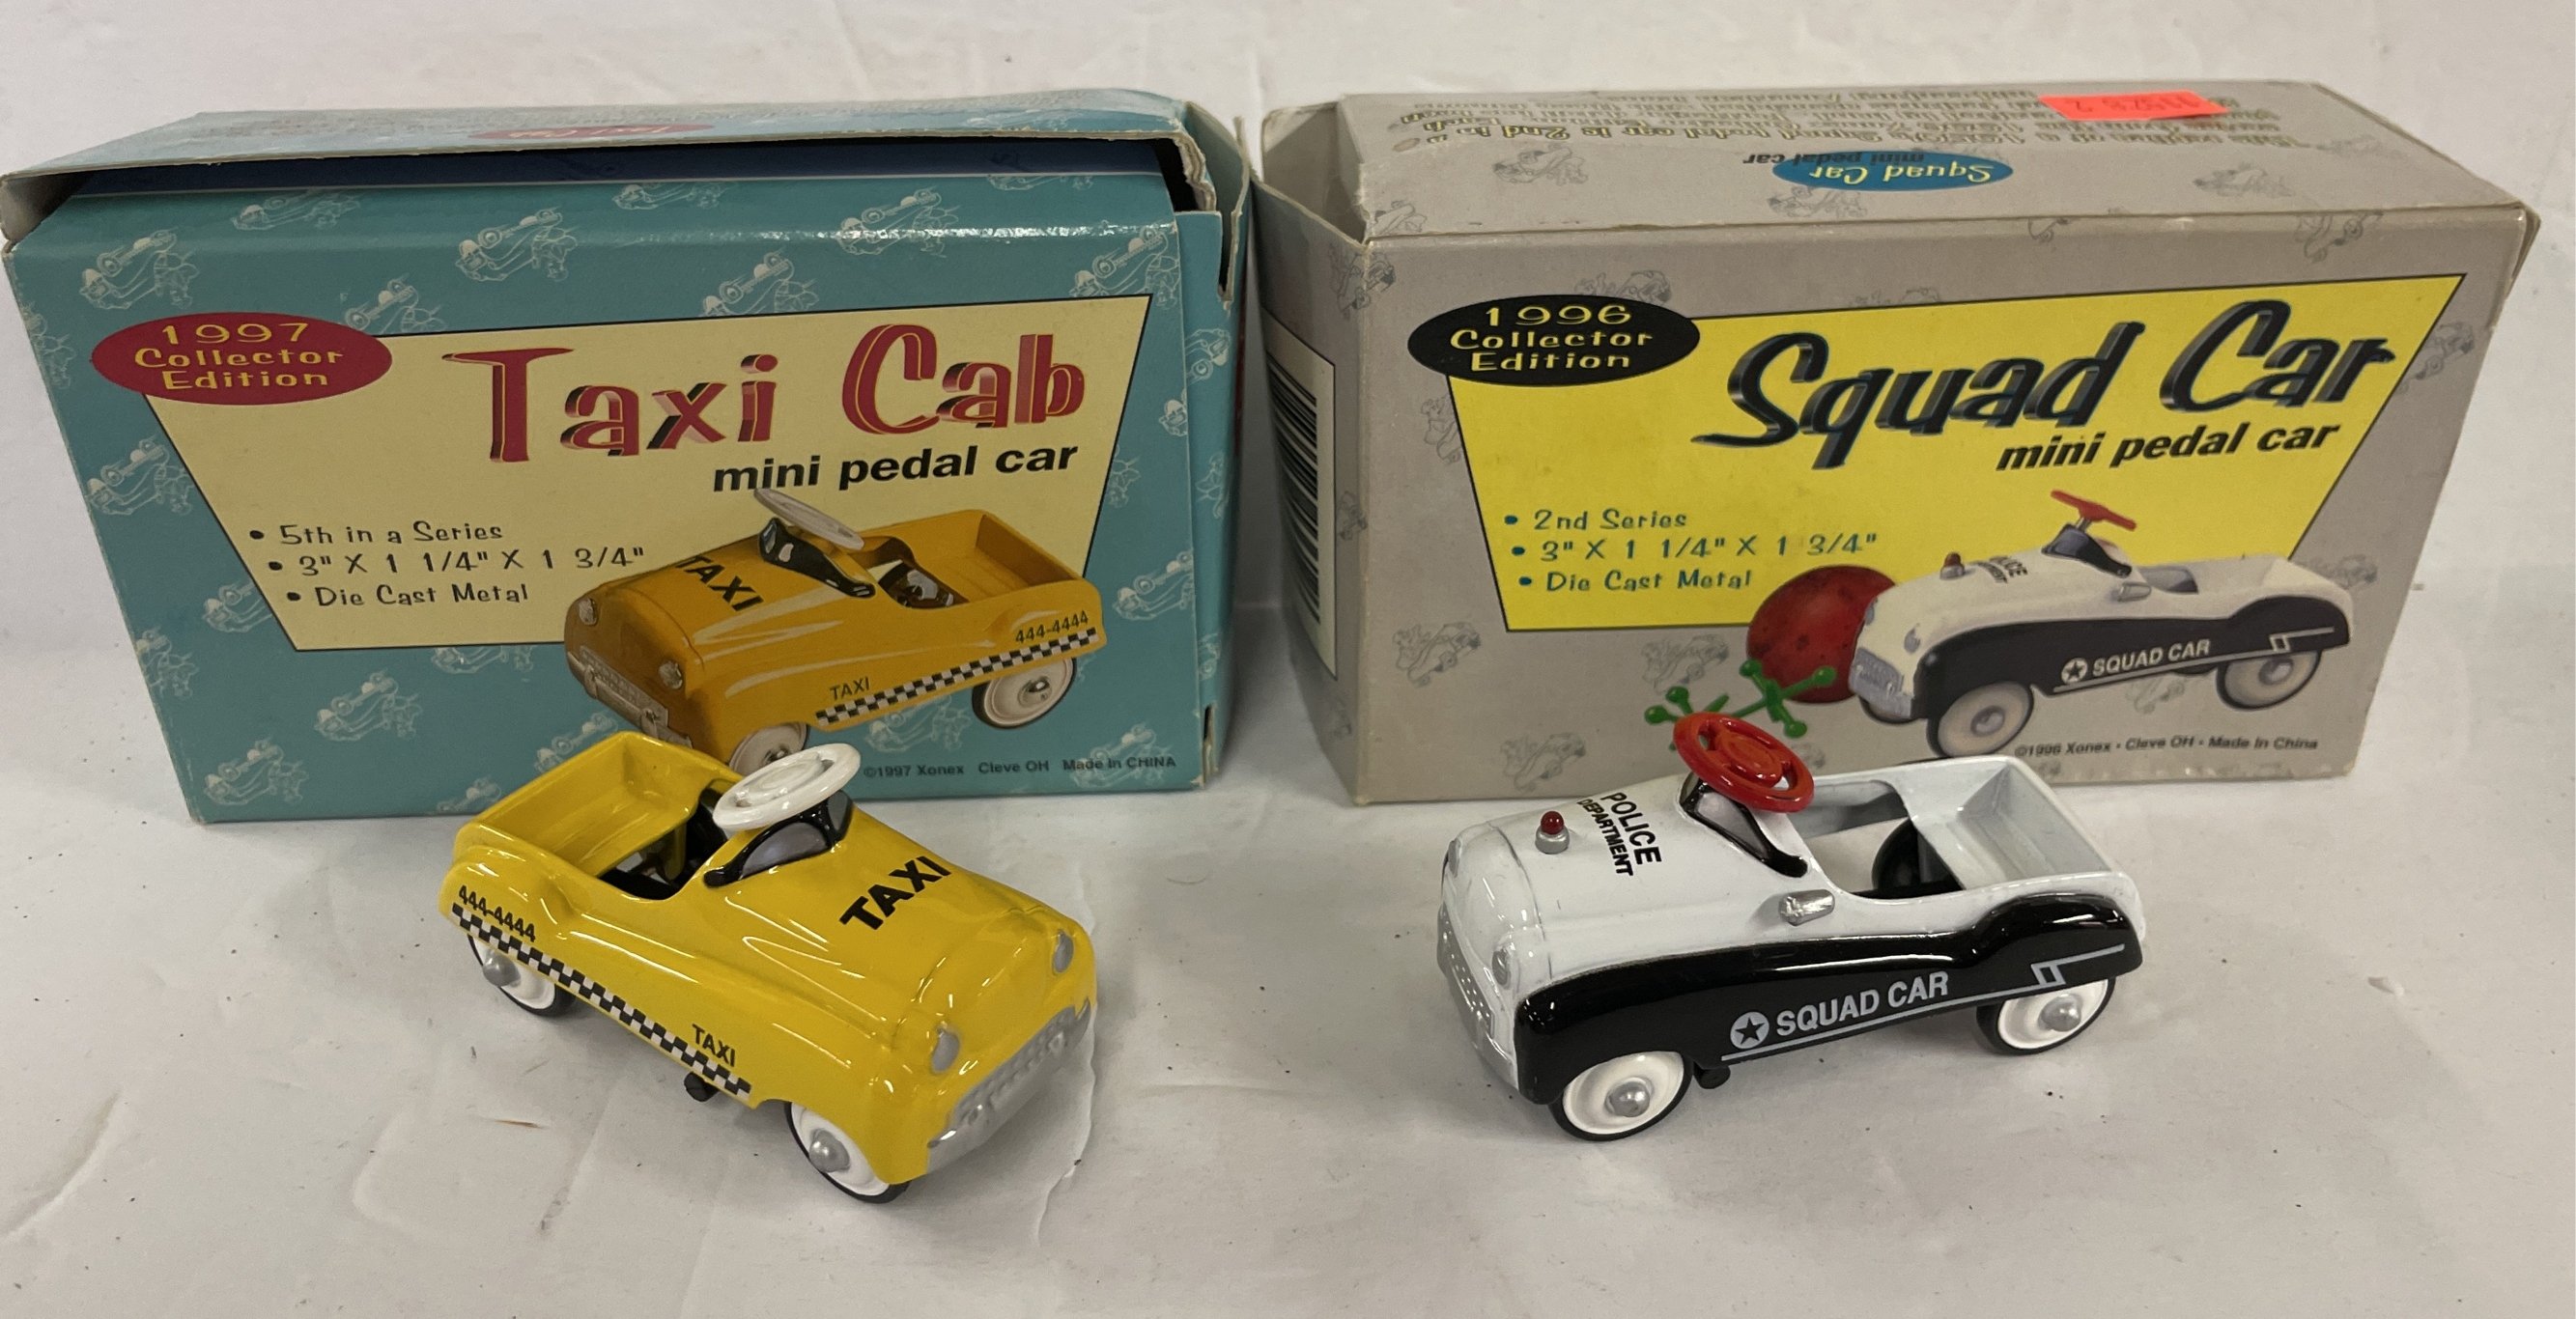 Taxi Cab
1997
Collector
Edition
Taxi Cab
mini pedal car
• 5th in a Series
• 3" X 1 1/4" X 1 3/4"
• Die Cast Metal
TAXI
444-4444
TAXI
©1997 Xonex Cleve OH Made In CHINA
TAXI
444-4444
TAXI
Squad Car
mini pedal car
1996
Collector
Edition
Squad Car
mini pedal car
• 2nd Series
• 3" X 1 1/4" X 1 3/4"
• Die Cast Metal
SQUAD CAR
©1996 Xonex • Cleve OH • Made In China
POLICE
DEPARTMENT
SQUAD CAR